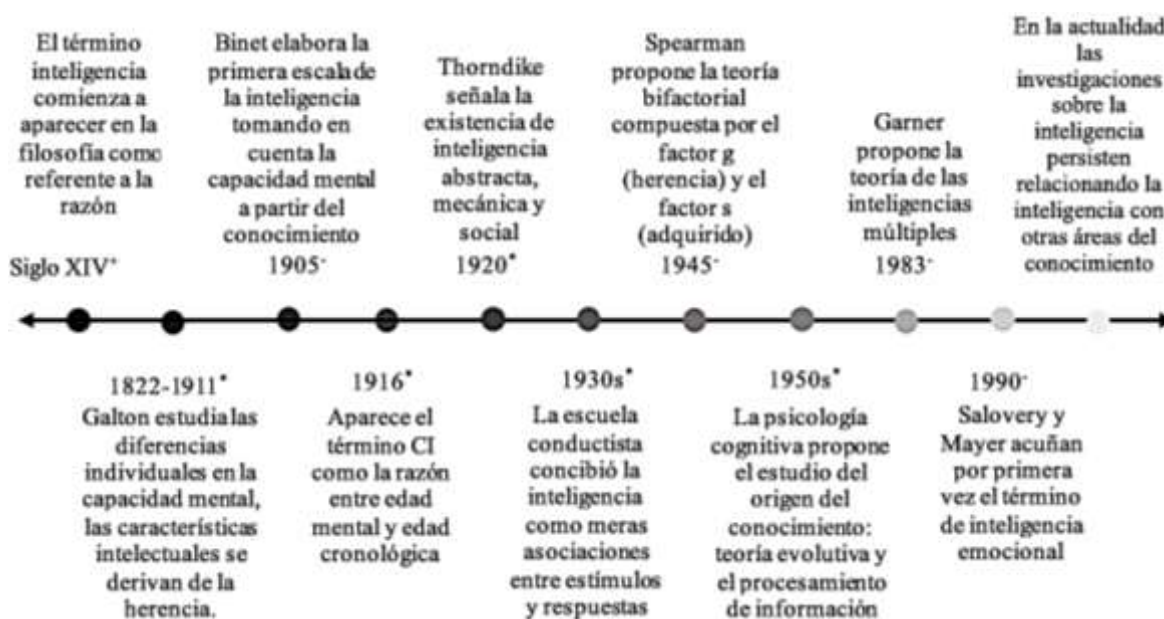 El término
inteligencia
comienza a
aparecer en la
filosofía como
referente a la
razón
Siglo XIV+
Binet elabora la
primera escala de
la inteligencia
tomando en
cuenta la
capacidad mental
a partir del
conocimiento
1905-
Thorndike
señala la
existencia de
inteligencia
abstracta,
mecánica y
social
1920*
Spearman
propone la teoría
bifactorial
compuesta por el
factor g
(herencia) y el
factor s
(adquirido)
1945-
Garner
propone la
teoría de las
inteligencias
múltiples
1983-
En la actualidad
las
investigaciones
sobre la
inteligencia
persisten
relacionando la
inteligencia con
otras áreas del
conocimiento
1822-1911*
Galton estudia las
diferencias
individuales en la
capacidad mental,
las características
intelectuales se
derivan de la
herencia.
1916*
Aparece el
término CI
como la razón
entre edad
mental y edad
cronológica
1930s*
La escuela
conductista
concibió la
inteligencia
como meras
asociaciones
entre estímulos
y respuestas
1950s*
La psicología
cognitiva propone
el estudio del
origen del
conocimiento:
teoría evolutiva y
el procesamiento
de información
1990-
Salovery y
Mayer acuñan
por primera
vez el término
de inteligencia
emocional